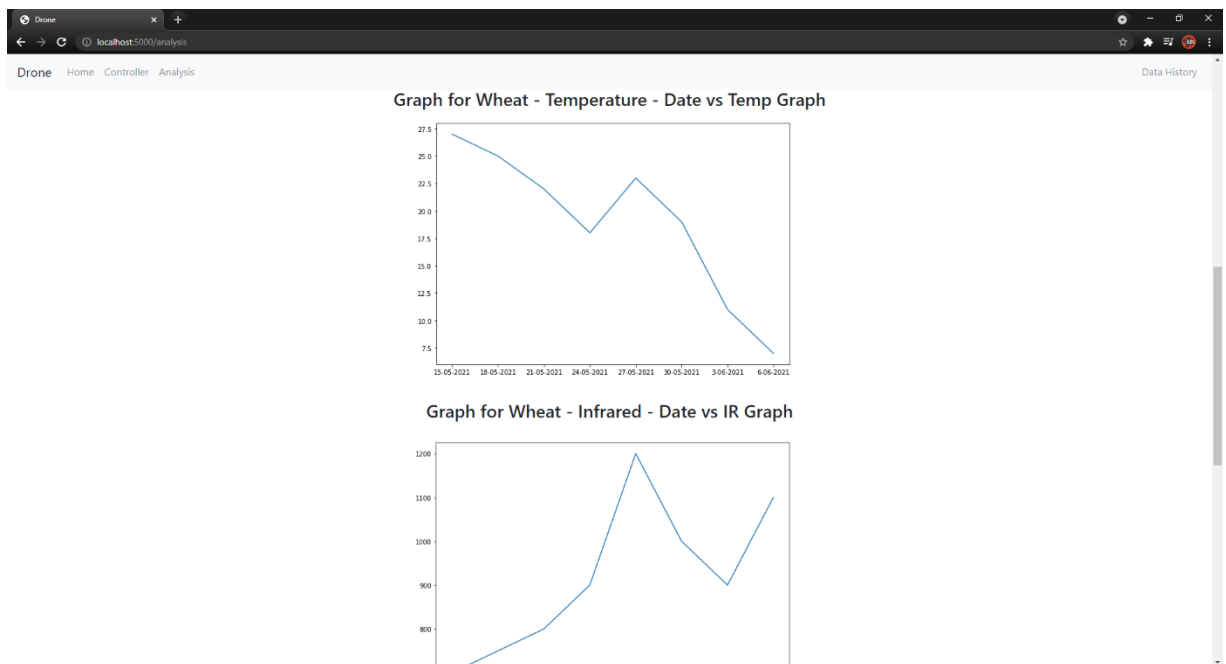 Drone
localhost:5000/analysis
Drone Home Controller Analysis Data History
Graph for Wheat - Temperature - Date vs Temp Graph
27.5
25.0
22.5
20.0
17.5
15.0
12.5
10.0
7.5
15-05-2021 18-05-2021 21-05-2021 24-05-2021 27-05-2021 30-05-2021 3-06-2021 6-06-2021
Graph for Wheat - Infrared - Date vs IR Graph
1200
1100
1000
900
800